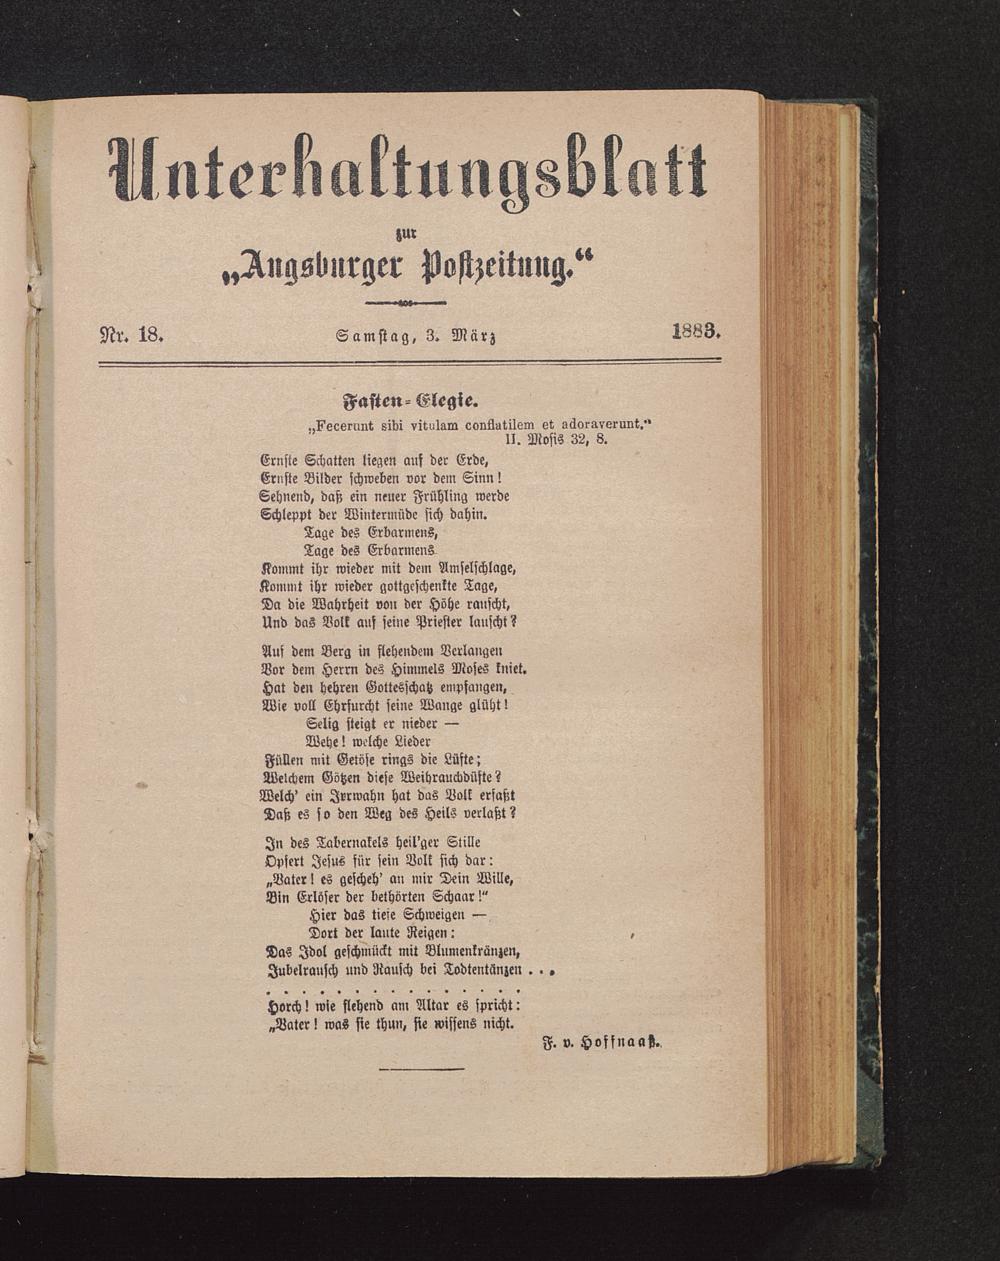 Unterhaltungsblatt
zur
„Augsburger Postzeitung.“
Nr. 18. Samstag, 3. März 1883.
Fasten-Elegie.
„Fecerunt sibi vitulam conflatilem et adoraverunt.“
II. Mosis 32, 8.
Ernste Schatten liegen auf der Erde,
Ernste Bilder schweben vor dem Sinn!
Sehnend, daß ein neuer Frühling werde
Schleppt der Wintermüde sich dahin.
Tage des Erbarmens,
Tage des Erbarmens
Kommt ihr wieder mit dem Amselschlage,
Kommt ihr wieder gottgeschenkte Tage,
Da die Wahrheit von der Höhe rauscht,
Und das Volk auf seine Priester lauscht?
Auf dem Berg in flehendem Verlangen
Vor dem Herrn des Himmels Moses kniet.
Hat den hehren Gottesschatz empfangen,
Wie voll Ehrfurcht seine Wange glüht!
Selig steigt er nieder —
Wehe! welche Lieder
Füllen mit Getöse rings die Lüfte;
Welchem Götzen diese Weihrauchdüfte?
Welch' ein Irrwahn hat das Volk erfaßt
Daß es so den Weg des Heils verlaßt?
In des Tabernakels heil'ger Stille
Opfert Jesus für sein Volk sich dar:
„Vater! es gescheh' an mir Dein Wille,
Bin Erlöser der bethörten Schaar!“
Hier das tiefe Schweigen —
Dort der laute Reigen:
Das Idol geschmückt mit Blumenkränzen,
Jubelrausch und Rausch bei Todtentänzen . . .
. . . . . . . . . . . . . .
Horch! wie flehend am Altar es spricht:
„Vater! was sie thun, sie wissens nicht.
F. v. Hoffnaaß.